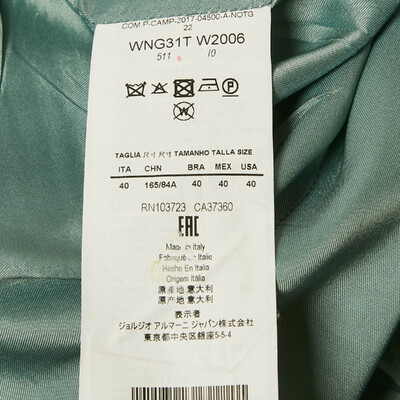 COM P-CAMP-2017-04500-A-NOTG
22
WNG31T W2006
511 10
TAGLIA 尺寸 尺寸 TAMANHO TALLA SIZE
ITA CHN BRA MEX USA
40 165/84A 40 40 40
RN103723 CA37360
EAC
Made in Italy
Fabriqué en Italie
Hecho En Italia
Origem Itália
原産地意大利
原产地意大利
表示者
ジョルジオ アルマーニ ジャパン株式会社
東京都中央区銀座5-5-4